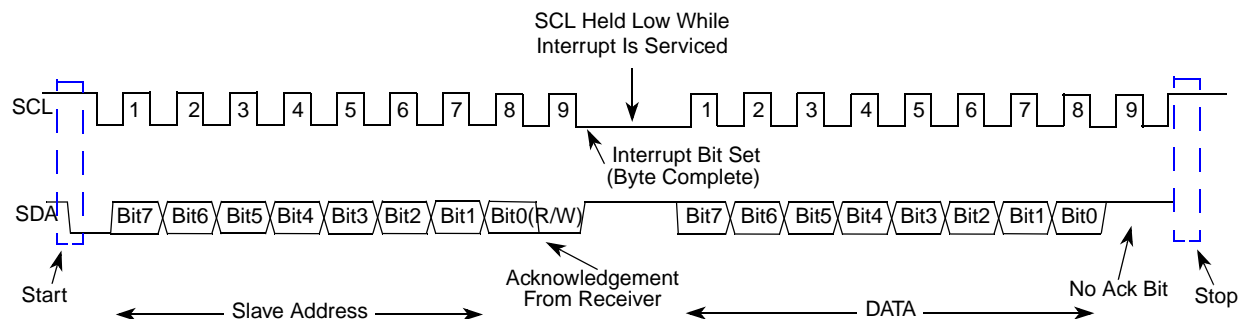 SCL Held Low While
Interrupt Is Serviced
SCL 1 2 3 4 5 6 7 8 9 1 2 3 4 5 6 7 8 9
Interrupt Bit Set
(Byte Complete)
SDA Bit7 Bit6 Bit5 Bit4 Bit3 Bit2 Bit1 Bit0(R/W) Bit7 Bit6 Bit5 Bit4 Bit3 Bit2 Bit1 Bit0
Start
Acknowledgement
From Receiver
No Ack Bit
Stop
Slave Address
DATA